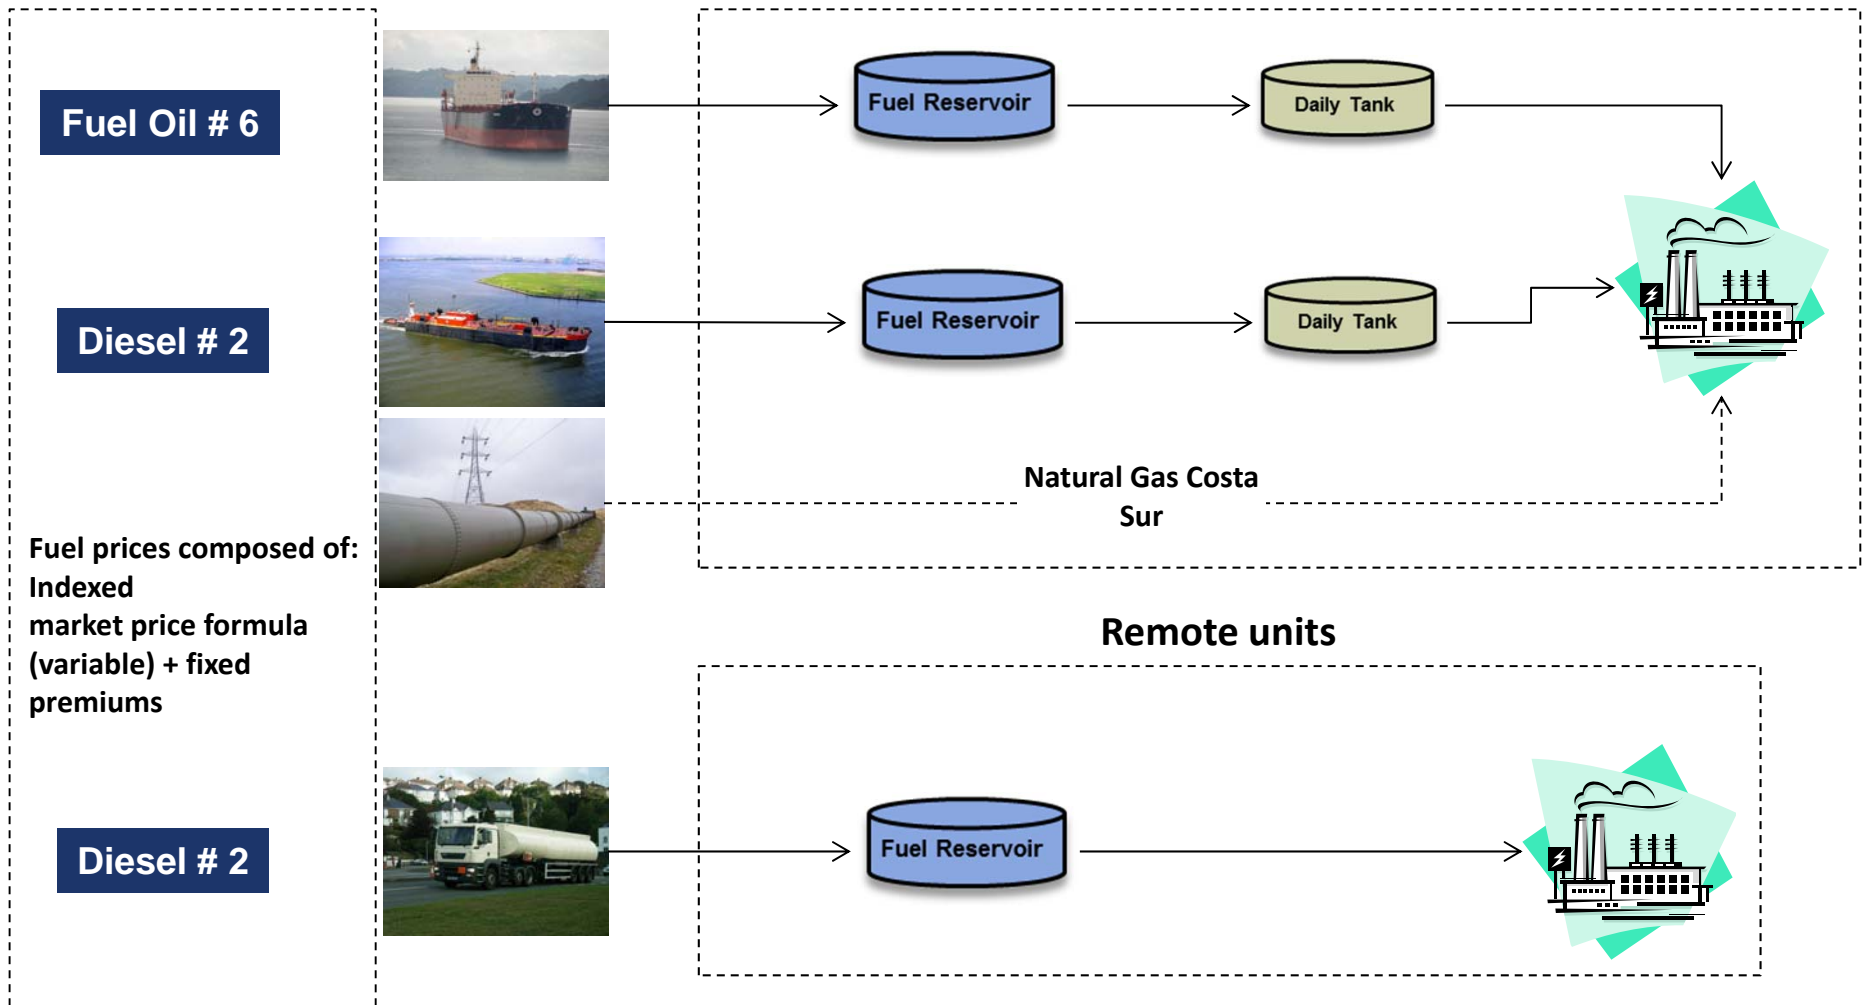 Fuel Oil # 6
Fuel Reservoir
Daily Tank
Diesel # 2
Fuel Reservoir
Daily Tank
Natural Gas Costa
Sur
Fuel prices composed of:
Indexed
market price formula
(variable) + fixed
premiums
Remote units
Diesel # 2
Fuel Reservoir